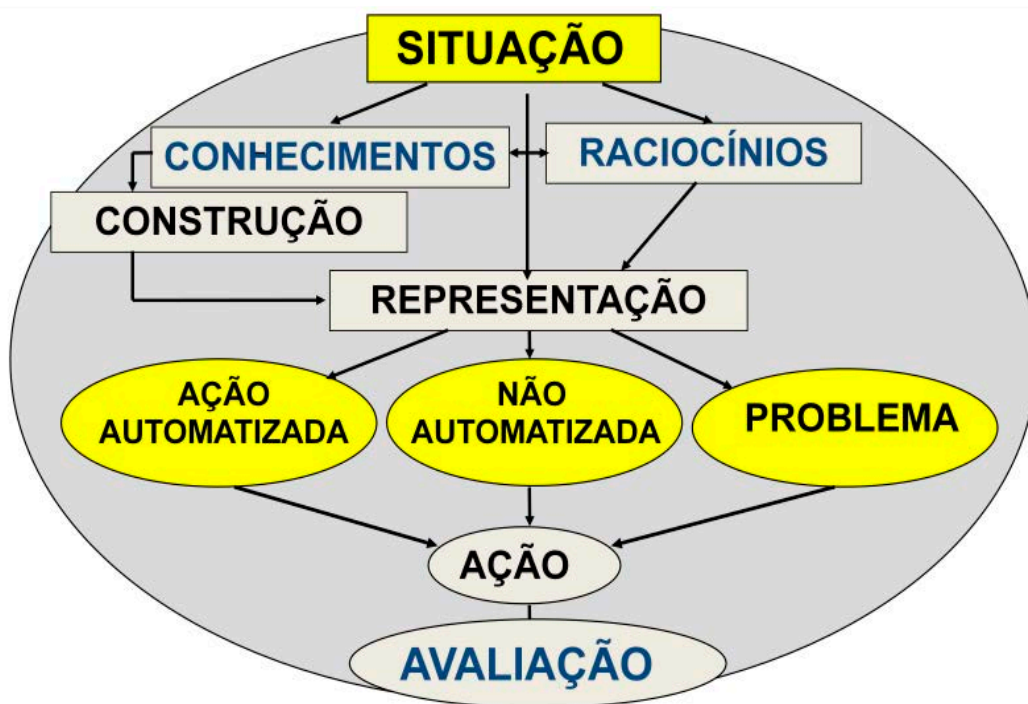 SITUAÇÃO
CONHECIMENTOS
RACIOCÍNIOS
CONSTRUÇÃO
REPRESENTAÇÃO
AÇÃO
AUTOMATIZADA
NÃO
AUTOMATIZADA
PROBLEMA
AÇÃO
AVALIAÇÃO